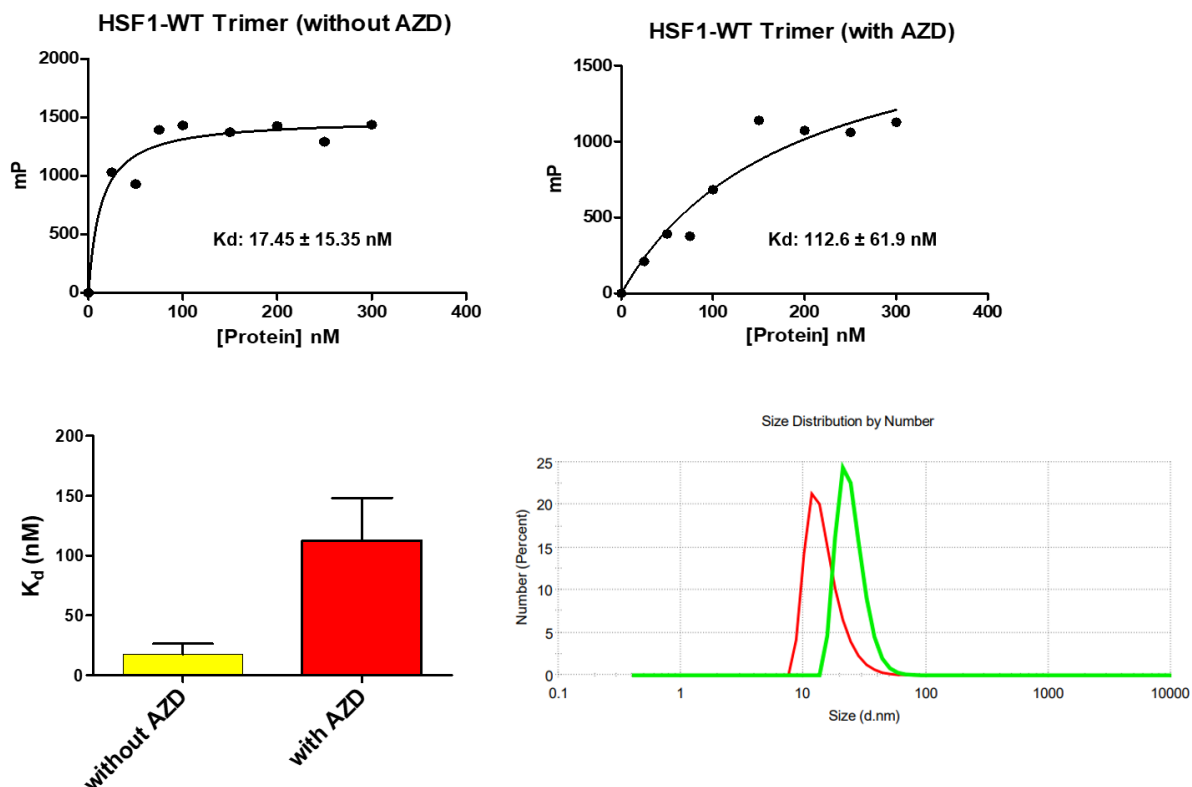 HSF1-WT Trimer (without AZD)
2000
1500
1000
500
0
mP
Kd: 17.45 ± 15.35 nM
0 100 200 300 400
[Protein] nM
HSF1-WT Trimer (with AZD)
1500
1000
500
0
mP
Kd: 112.6 ± 61.9 nM
0 100 200 300 400
[Protein] nM
200
150
100
50
0
Kd (nM)
without AZD
with AZD
Size Distribution by Number
25
20
15
10
5
0
Number (Percent)
0.1 1 10 100 1000 10000
Size (d.nm)